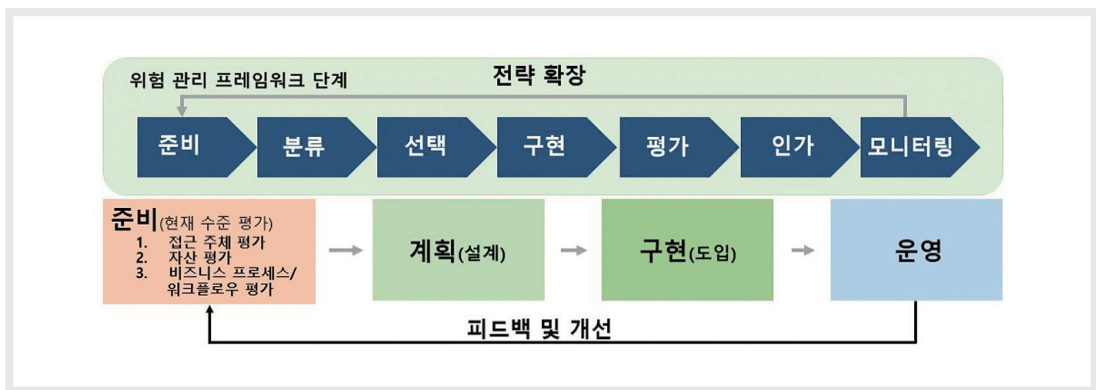 위험 관리 프레임워크 단계
전략 확장
준비
분류
선택
구현
평가
인가
모니터링
준비(현재 수준 평가)
1. 접근 주체 평가
2. 자산 평가
3. 비즈니스 프로세스/
워크플로우 평가
계획(설계)
구현(도입)
운영
피드백 및 개선